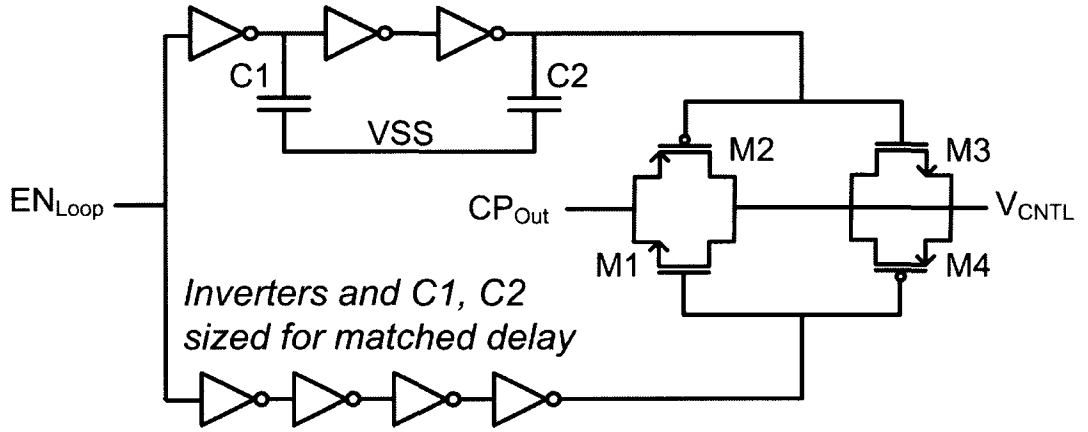 C1
C2
VSS
M2
M3
EN_Loop
CP_Out
V_CNTL
M1
M4
Inverters and C1, C2
sized for matched delay